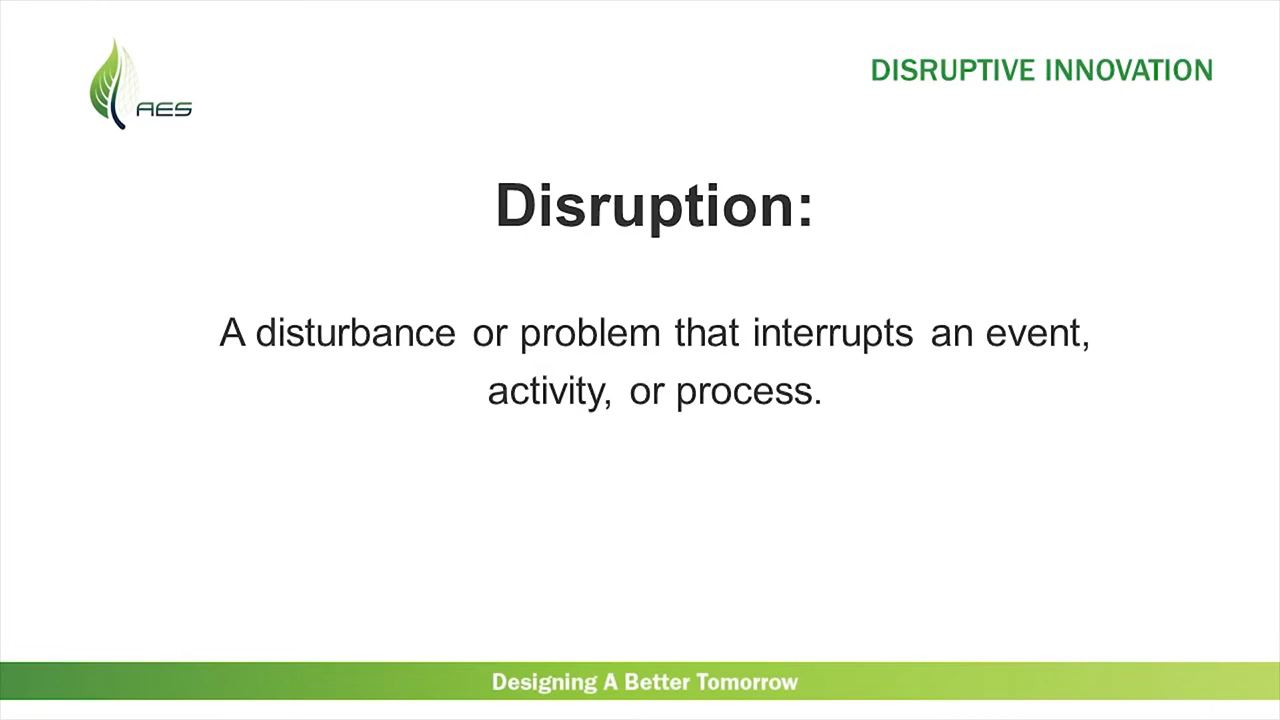 AES
DISRUPTIVE INNOVATION
Disruption:
A disturbance or problem that interrupts an event,
activity, or process.
Designing A Better Tomorrow